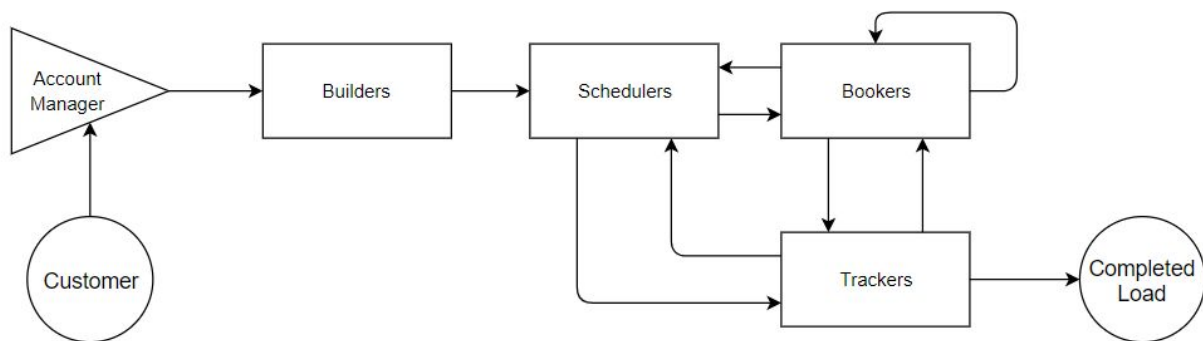 Account
Manager
Builders
Schedulers
Bookers
Customer
Trackers
Completed
Load